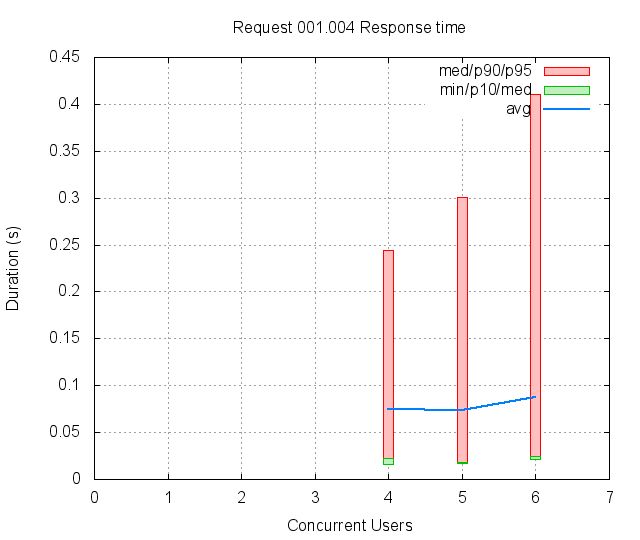 Request 001.004 Response time
0.45
med/p90/p95
0.4
min/p10/med
avg
0.35
0.3
0.25
Duration (s)
0.2
0.15
0.1
0.05
0
0 1 2 3 4 5 6 7
Concurrent Users